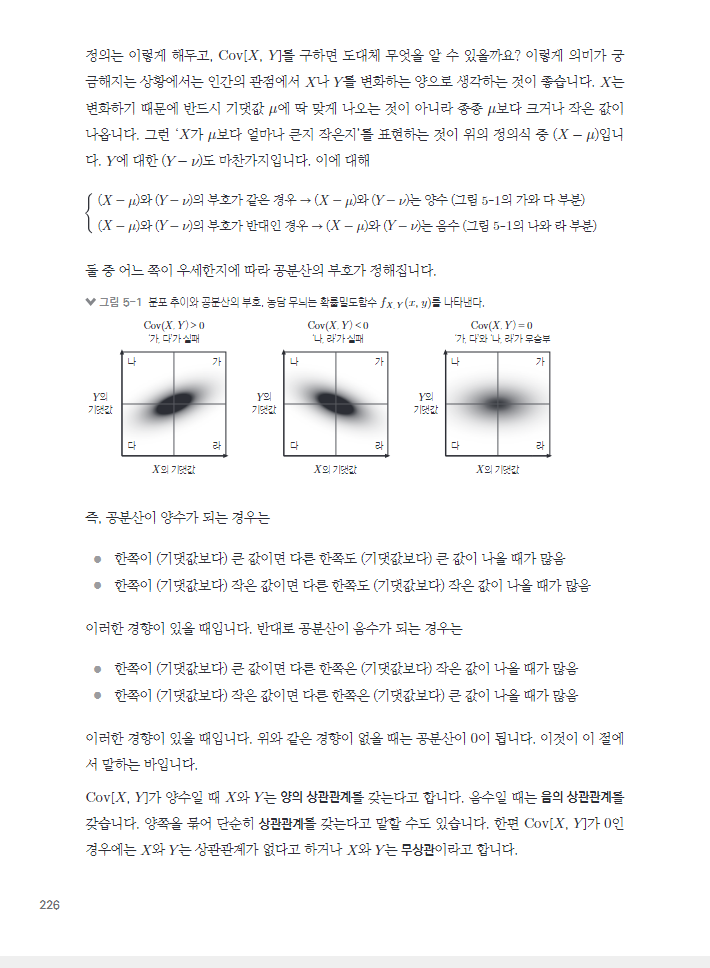 정의는 이렇게 해두고, Cov[X, Y]를 구하면 도대체 무엇을 알 수 있을까요? 이렇게 의미가 궁
금해지는 상황에서는 인간의 관점에서 X나 Y를 변화하는 양으로 생각하는 것이 좋습니다. X는
변화하기 때문에 반드시 기댓값 μ에 딱 맞게 나오는 것이 아니라 종종 μ보다 크거나 작은 값이
나옵니다. 그런 ‘X가 μ보다 얼마나 큰지 작은지’를 표현하는 것이 위의 정의식 중 (X − μ)입니
다. Y에 대한 (Y − ν)도 마찬가지입니다. 이에 대해
(X − μ)와 (Y − ν)의 부호가 같은 경우 → (X − μ)와 (Y − ν)는 양수 (그림 5-1의 가와 다 부분)
(X − μ)와 (Y − ν)의 부호가 반대인 경우 → (X − μ)와 (Y − ν)는 음수 (그림 5-1의 나와 라 부분)
둘 중 어느 쪽이 우세한지에 따라 공분산의 부호가 정해집니다.
그림 5-1 분포 추이와 공분산의 부호, 농담 무늬는 확률밀도함수 f_{X, Y}(x, y)를 나타낸다.
Cov(X, Y) > 0
‘가, 다’가 실패
나 가
Y의
기댓값
다 라
X의 기댓값
Cov(X, Y) < 0
‘나, 라’가 실패
나 가
Y의
기댓값
다 라
X의 기댓값
Cov(X, Y) = 0
‘가, 다’와 ‘나, 라’가 무승부
나 가
Y의
기댓값
다 라
X의 기댓값
즉, 공분산이 양수가 되는 경우는
● 한쪽이 (기댓값보다) 큰 값이면 다른 한쪽도 (기댓값보다) 큰 값이 나올 때가 많음
● 한쪽이 (기댓값보다) 작은 값이면 다른 한쪽도 (기댓값보다) 작은 값이 나올 때가 많음
이러한 경향이 있을 때입니다. 반대로 공분산이 음수가 되는 경우는
● 한쪽이 (기댓값보다) 큰 값이면 다른 한쪽은 (기댓값보다) 작은 값이 나올 때가 많음
● 한쪽이 (기댓값보다) 작은 값이면 다른 한쪽은 (기댓값보다) 큰 값이 나올 때가 많음
이러한 경향이 있을 때입니다. 위와 같은 경향이 없을 때는 공분산이 0이 됩니다. 이것이 이 절에
서 말하는 바입니다.
Cov[X, Y]가 양수일 때 X와 Y는 양의 상관관계를 갖는다고 합니다. 음수일 때는 음의 상관관계를
갖습니다. 양쪽을 묶어 단순히 상관관계를 갖는다고 말할 수도 있습니다. 한편 Cov[X, Y]가 0인
경우에는 X와 Y는 상관관계가 없다고 하거나 X와 Y는 무상관이라고 합니다.
226